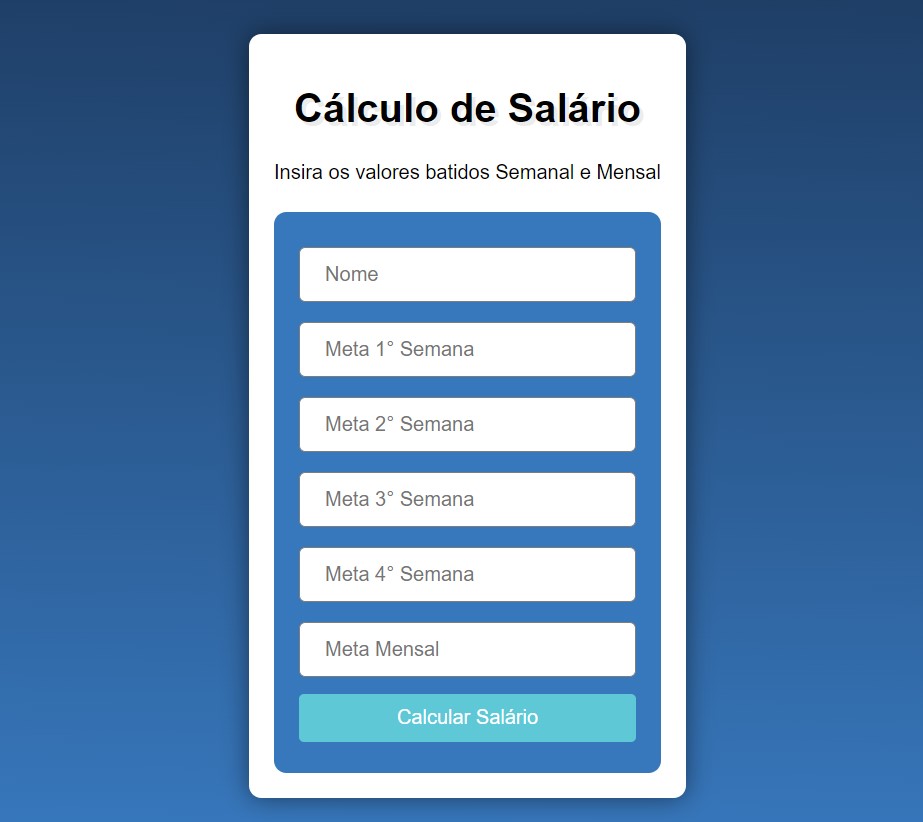 Cálculo de Salário
Insira os valores batidos Semanal e Mensal
Nome
Meta 1° Semana
Meta 2° Semana
Meta 3° Semana
Meta 4° Semana
Meta Mensal
Calcular Salário